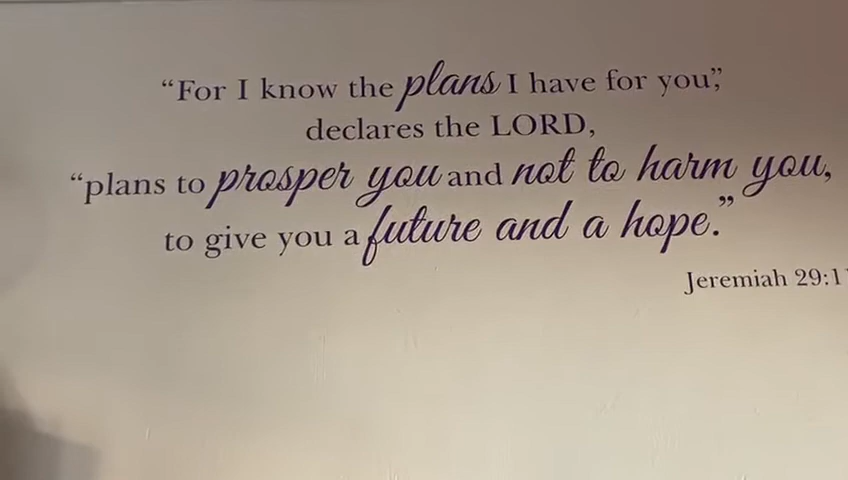 “For I know the plans I have for you,”
declares the LORD,
“plans to prosper you and not to harm you,
to give you a future and a hope.”
Jeremiah 29:1